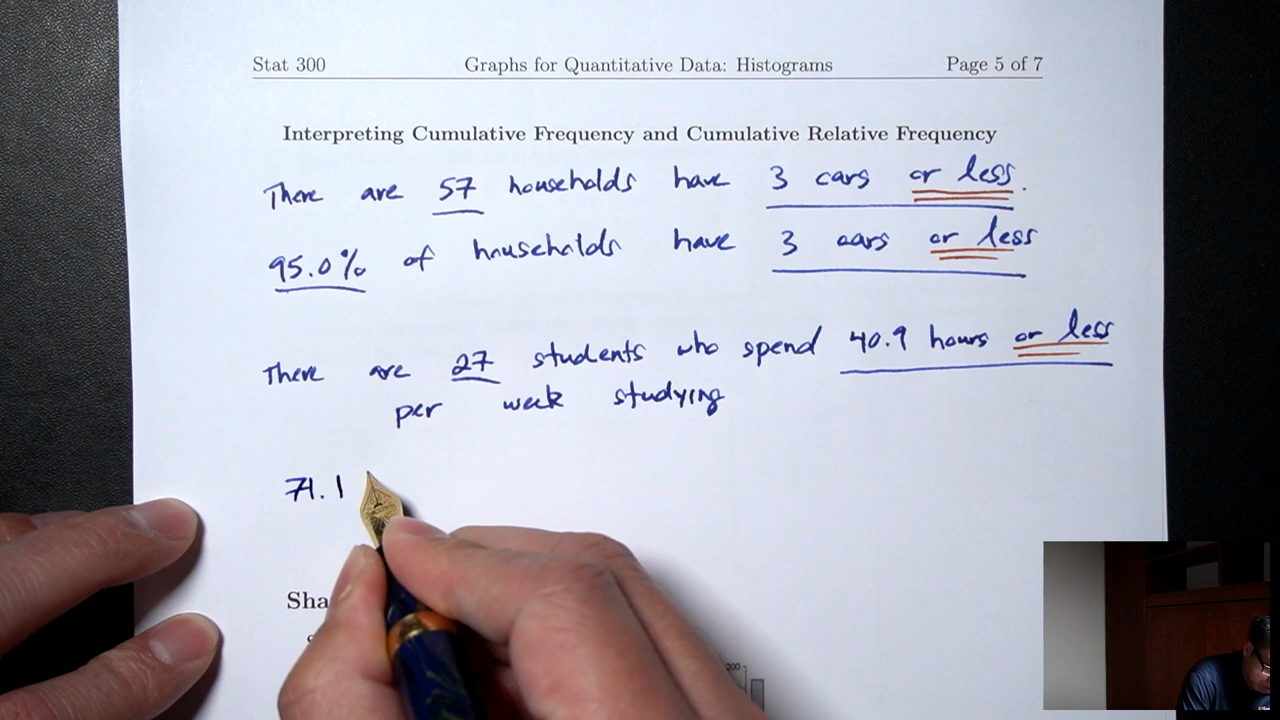 Stat 300 Graphs for Quantitative Data: Histograms Page 5 of 7
Interpreting Cumulative Frequency and Cumulative Relative Frequency
There are 57 households have 3 cars or less.
95.0% of households have 3 cars or less
There are 27 students who spend 40.9 hours or less
per week studying
71.1
Sha
200